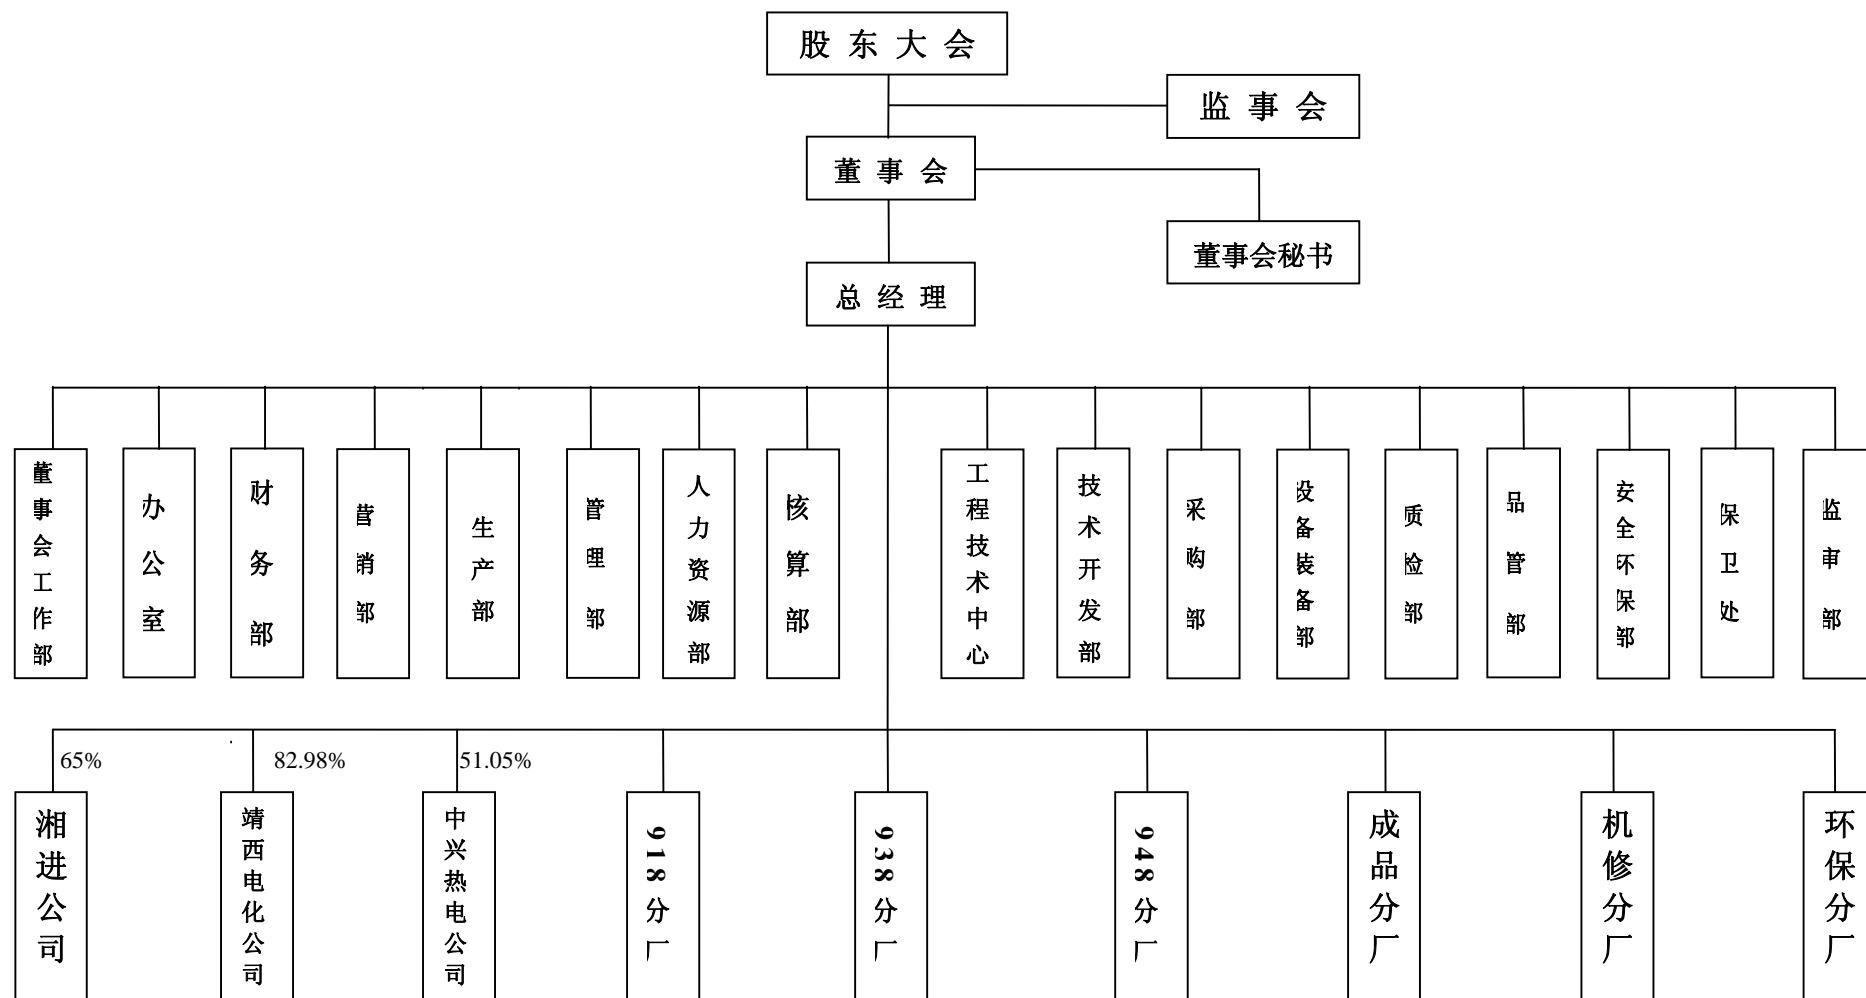 股东大会
监事会
董事会
董事会秘书
总经理
董事会工作部
办公室
财务部
营销部
生产部
管理部
人力资源部
核算部
工程技术中心
技术开发部
采购部
设备装备部
质检部
品管部
安全环保部
保卫处
监审部
65%
82.98%
51.05%
湘进公司
靖西电化公司
中兴热电公司
918分厂
938分厂
948分厂
成品分厂
机修分厂
环保分厂